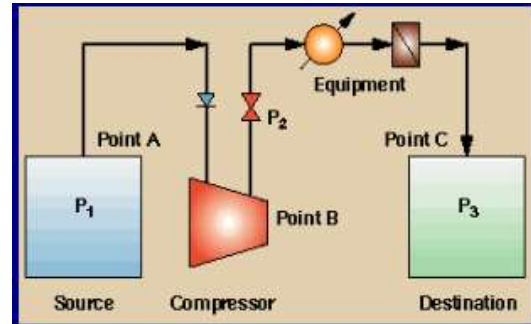 Equipment
P₂
Point A
Point C
P₁
Point B
P₃
Source
Compressor
Destination